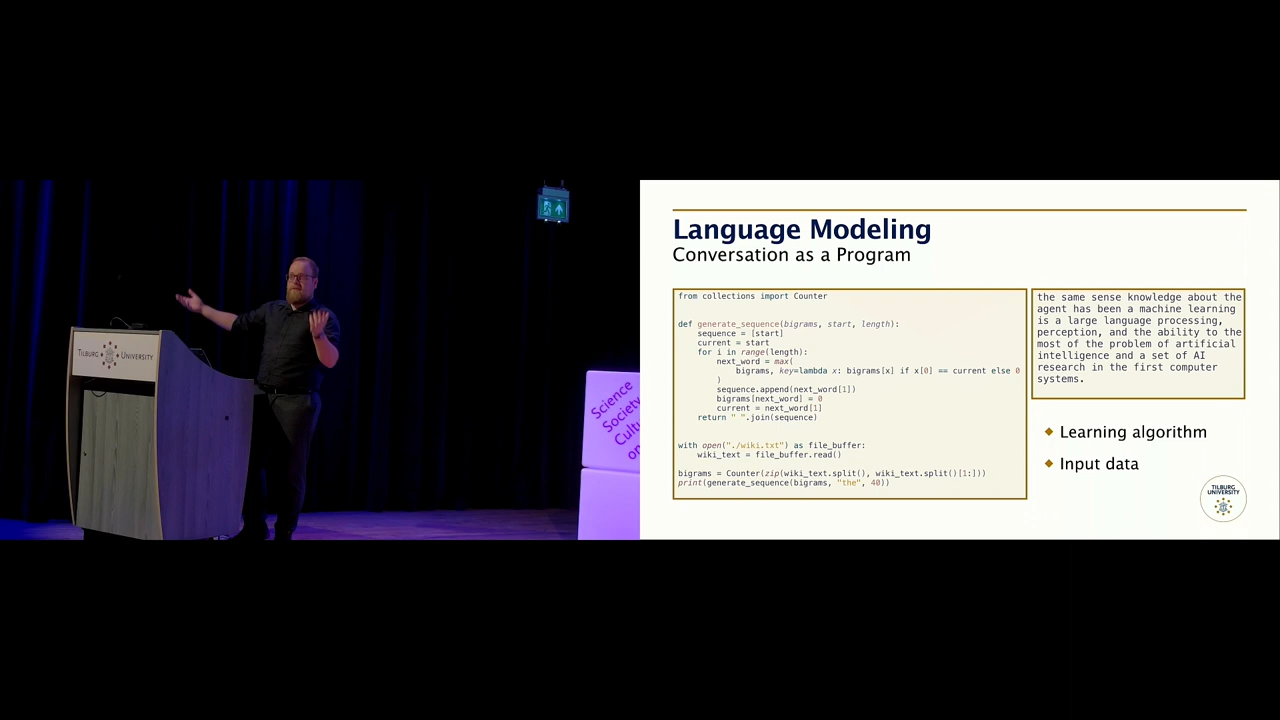 TILBURG UNIVERSITY
Science
Society
Cultu
on
Language Modeling
Conversation as a Program
from collections import Counter
def generate_sequence(bigrams, start, length):
    sequence = [start]
    current = start
    for i in range(length):
        next_word = max(
            bigrams, key=lambda x: bigrams[x] if x[0] == current else 0
        )
        sequence.append(next_word[1])
        bigrams[next_word] = 0
        current = next_word[1]
    return " ".join(sequence)
with open("./wiki.txt") as file_buffer:
    wiki_text = file_buffer.read()
bigrams = Counter(zip(wiki_text.split(), wiki_text.split()[1:]))
print(generate_sequence(bigrams, "the", 40))
the same sense knowledge about the
agent has been a machine learning
is a large language processing,
perception, and the ability to the
most of the problem of artificial
intelligence and a set of AI
research in the first computer
systems.
❖ Learning algorithm
❖ Input data
TILBURG
UNIVERSITY